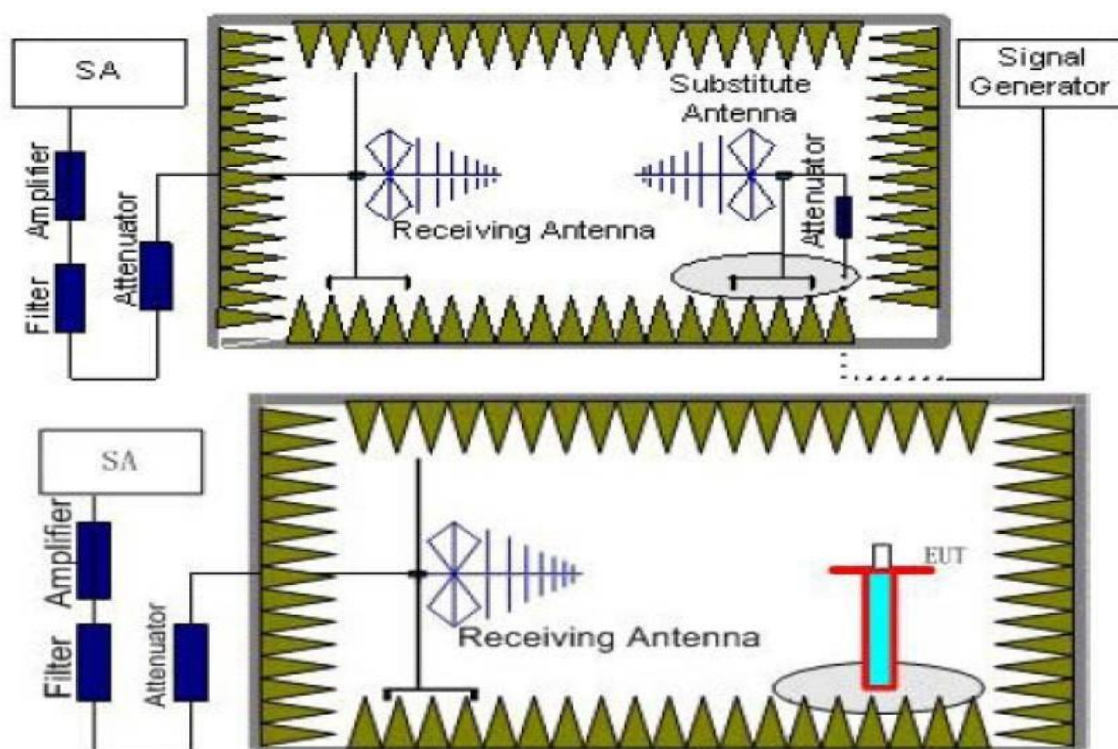 SA
Signal
Generator
Substitute
Antenna
Amplifier
Attenuator
Attenuator
Receiving Antenna
Filter
SA
Amplifier
EUT
Attenuator
Receiving Antenna
Filter